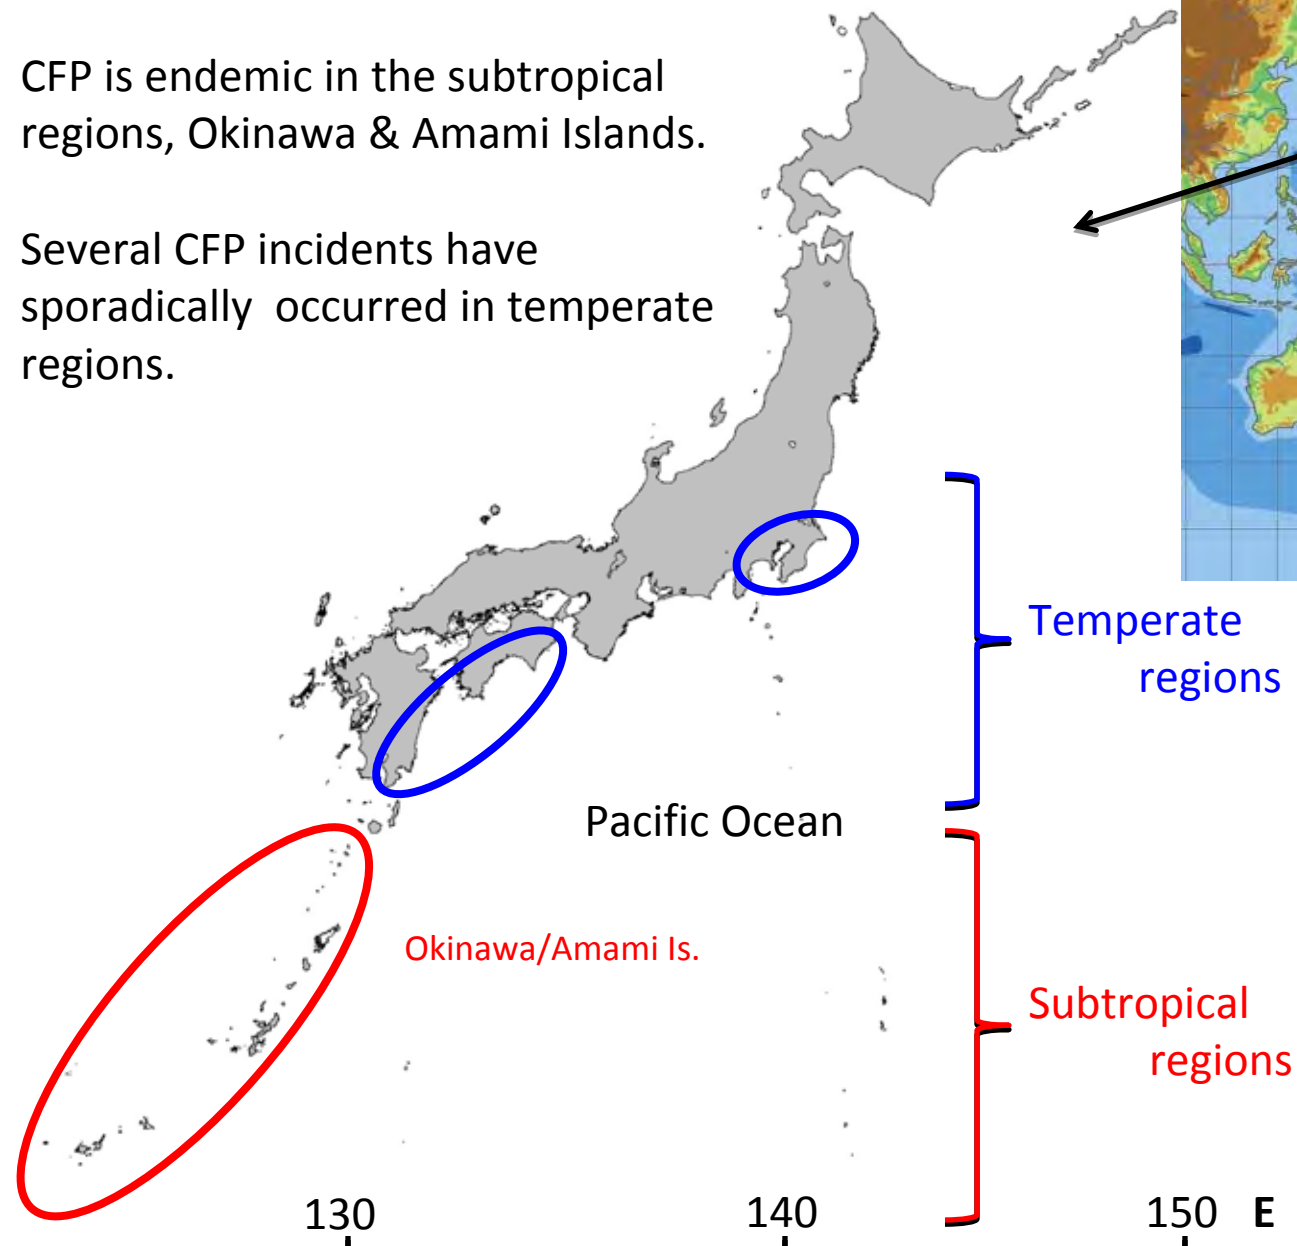 CFP is endemic in the subtropical
regions, Okinawa & Amami Islands.
Several CFP incidents have
sporadically occurred in temperate
regions.
Temperate
regions
Pacific Ocean
Okinawa/Amami Is.
Subtropical
regions
130 140 150 E